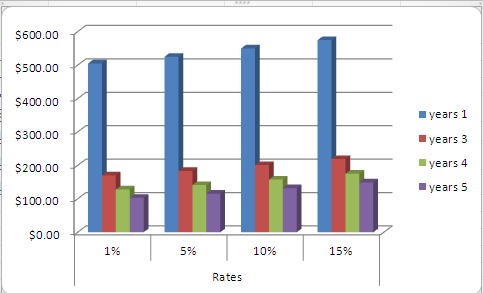 $600.00
$500.00
$400.00
$300.00
$200.00
$100.00
$0.00
1% 5% 10% 15%
Rates
years 1
years 3
years 4
years 5